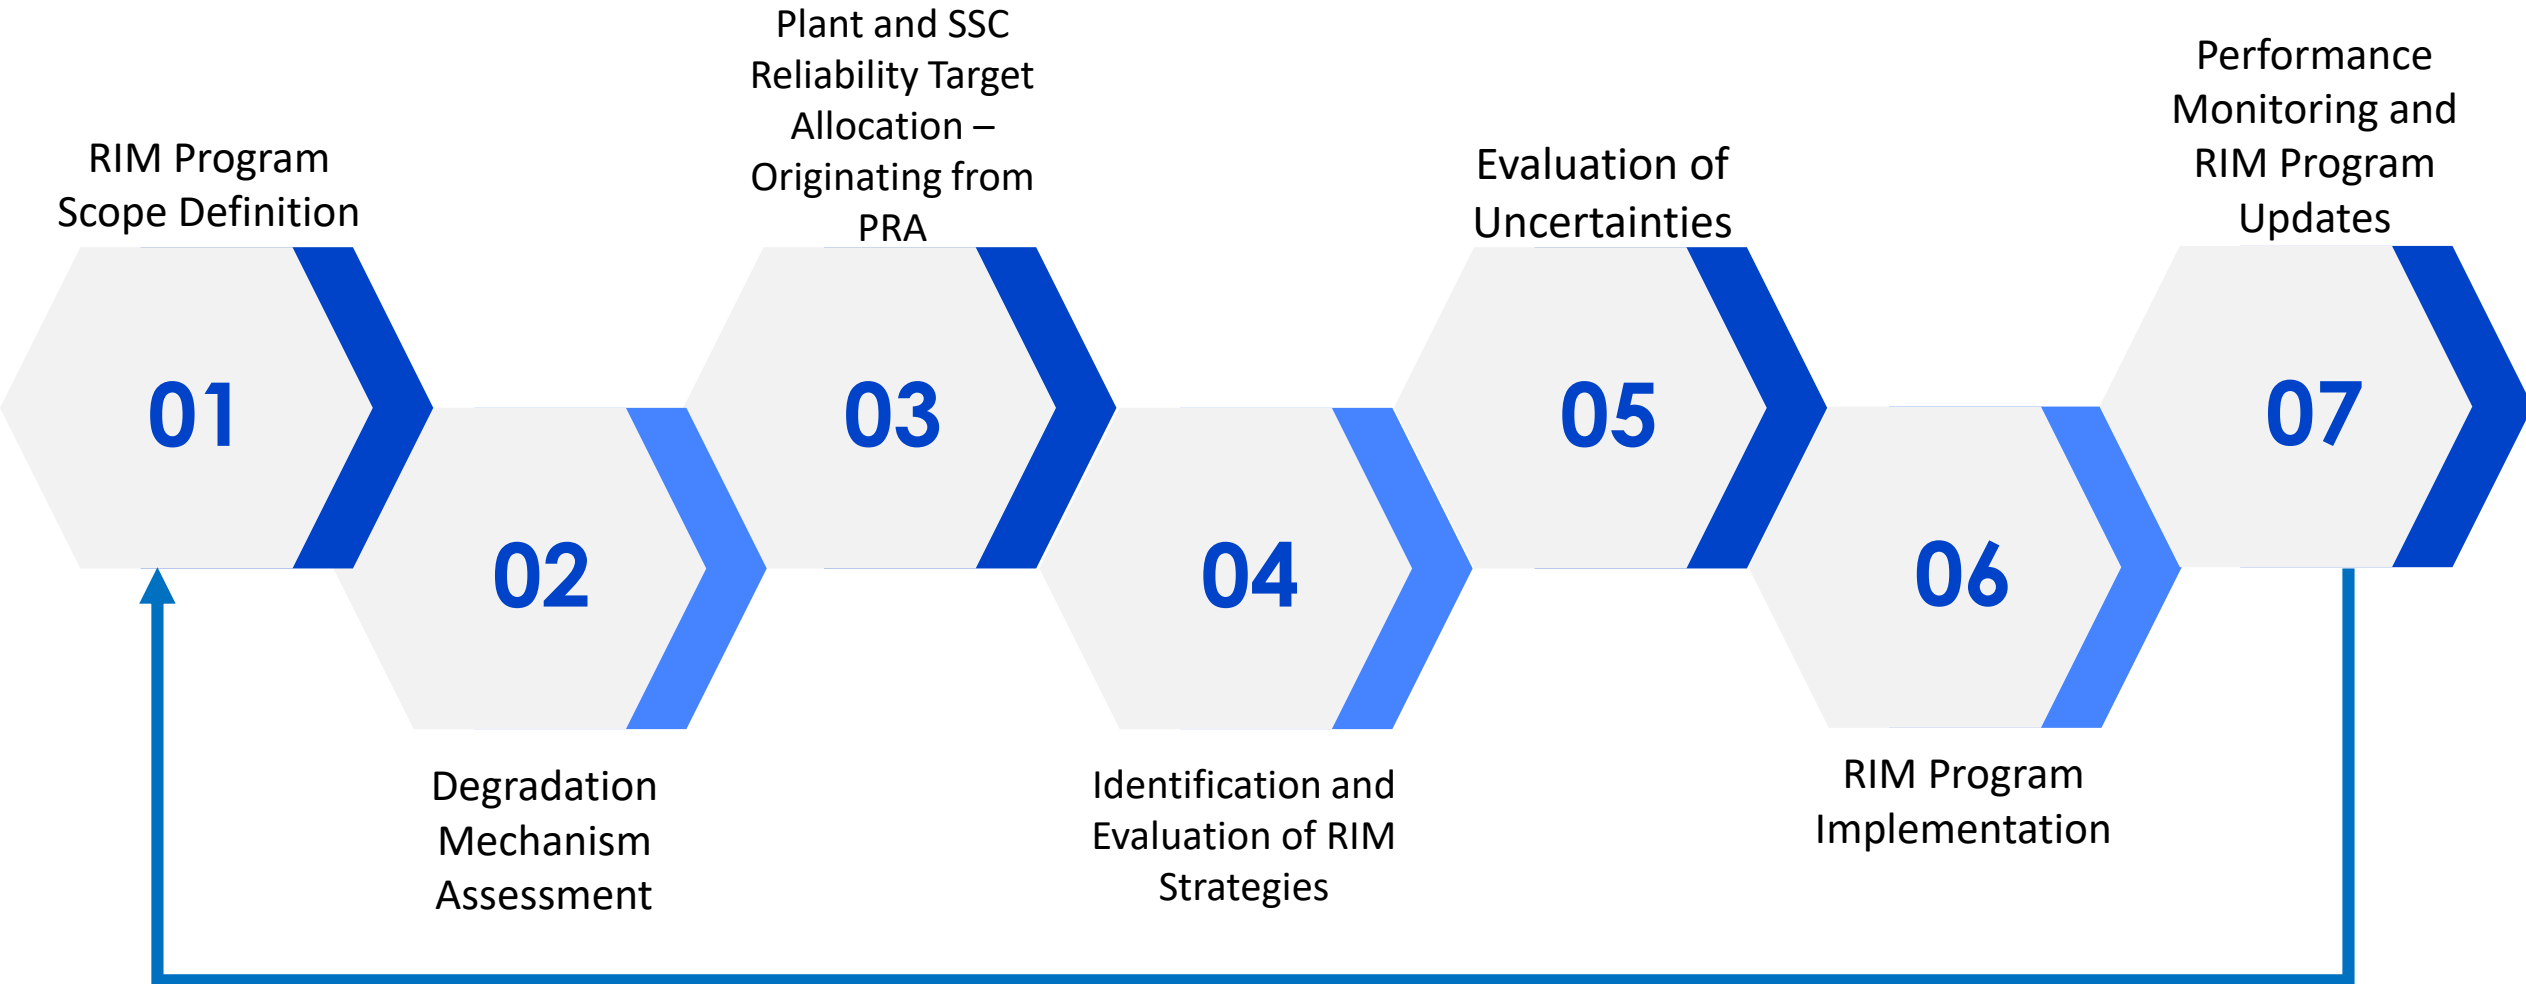 RIM Program
Scope Definition
01
Degradation
Mechanism
Assessment
02
Plant and SSC
Reliability Target
Allocation –
Originating from
PRA
03
Identification and
Evaluation of RIM
Strategies
04
Evaluation of
Uncertainties
05
RIM Program
Implementation
06
Performance
Monitoring and
RIM Program
Updates
07